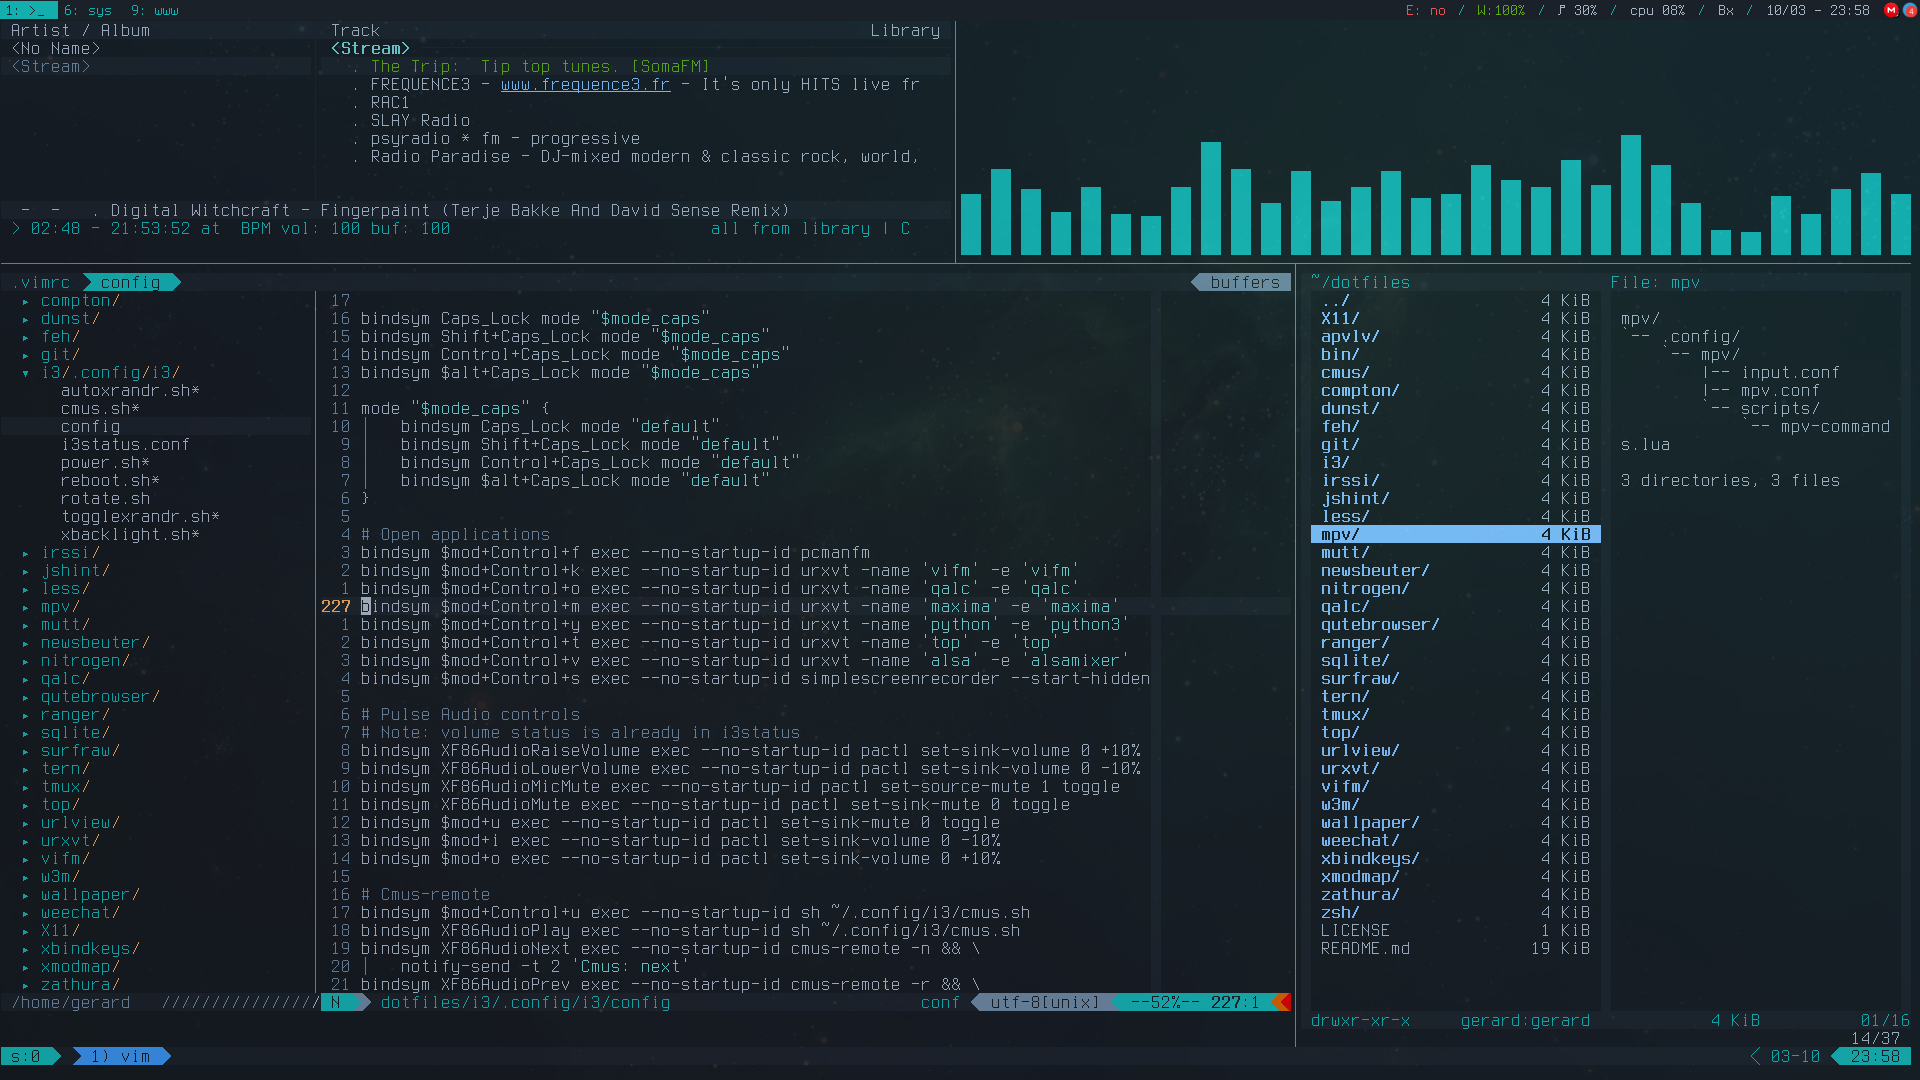 1: >_  6: sys  9: www
E: no / W:100% / 30% / cpu 08% / Bx / 10/03 - 23:58
Artist / Album
<No Name>
<Stream>
Track Library
<Stream>
. The Trip:  Tip top tunes. [SomaFM]
. FREQUENCE3 - www.frequence3.fr - It's only HITS live fr
. RAC1
. SLAY Radio
. psyradio * fm - progressive
. Radio Paradise - DJ-mixed modern & classic rock, world,
-  -   . Digital Witchcraft - Fingerpaint (Terje Bakke And David Sense Remix)
> 02:48 - 21:53:52 at  BPM vol: 100 buf: 100 all from library | C
.vimrc config buffers
▸ compton/
▸ dunst/
▸ feh/
▸ git/
▾ i3/.config/i3/
autoxrandr.sh*
cmus.sh*
config
i3status.conf
power.sh*
reboot.sh*
rotate.sh
togglexrandr.sh*
xbacklight.sh*
▸ irssi/
▸ jshint/
▸ less/
▸ mpv/
▸ mutt/
▸ newsbeuter/
▸ nitrogen/
▸ qalc/
▸ qutebrowser/
▸ ranger/
▸ sqlite/
▸ surfraw/
▸ tern/
▸ tmux/
▸ top/
▸ urlview/
▸ urxvt/
▸ vifm/
▸ w3m/
▸ wallpaper/
▸ weechat/
▸ X11/
▸ xbindkeys/
▸ xmodmap/
▸ zathura/
/home/gerard ////////////////
17
16 bindsym Caps_Lock mode "$mode_caps"
15 bindsym Shift+Caps_Lock mode "$mode_caps"
14 bindsym Control+Caps_Lock mode "$mode_caps"
13 bindsym $alt+Caps_Lock mode "$mode_caps"
12
11 mode "$mode_caps" {
10 |   bindsym Caps_Lock mode "default"
9 |   bindsym Shift+Caps_Lock mode "default"
8 |   bindsym Control+Caps_Lock mode "default"
7 |   bindsym $alt+Caps_Lock mode "default"
6 }
5
4 # Open applications
3 bindsym $mod+Control+f exec --no-startup-id pcmanfm
2 bindsym $mod+Control+k exec --no-startup-id urxvt -name 'vifm' -e 'vifm'
1 bindsym $mod+Control+o exec --no-startup-id urxvt -name 'qalc' -e 'qalc'
227 bindsym $mod+Control+m exec --no-startup-id urxvt -name 'maxima' -e 'maxima'
1 bindsym $mod+Control+y exec --no-startup-id urxvt -name 'python' -e 'python3'
2 bindsym $mod+Control+t exec --no-startup-id urxvt -name 'top' -e 'top'
3 bindsym $mod+Control+v exec --no-startup-id urxvt -name 'alsa' -e 'alsamixer'
4 bindsym $mod+Control+s exec --no-startup-id simplescreenrecorder --start-hidden
5
6 # Pulse Audio controls
7 # Note: volume status is already in i3status
8 bindsym XF86AudioRaiseVolume exec --no-startup-id pactl set-sink-volume 0 +10%
9 bindsym XF86AudioLowerVolume exec --no-startup-id pactl set-sink-volume 0 -10%
10 bindsym XF86AudioMicMute exec --no-startup-id pactl set-source-mute 1 toggle
11 bindsym XF86AudioMute exec --no-startup-id pactl set-sink-mute 0 toggle
12 bindsym $mod+u exec --no-startup-id pactl set-sink-mute 0 toggle
13 bindsym $mod+i exec --no-startup-id pactl set-sink-volume 0 -10%
14 bindsym $mod+o exec --no-startup-id pactl set-sink-volume 0 +10%
15
16 # Cmus-remote
17 bindsym $mod+Control+u exec --no-startup-id sh ~/.config/i3/cmus.sh
18 bindsym XF86AudioPlay exec --no-startup-id sh ~/.config/i3/cmus.sh
19 bindsym XF86AudioNext exec --no-startup-id cmus-remote -n && \
20 |   notify-send -t 2 'Cmus: next'
21 bindsym XF86AudioPrev exec --no-startup-id cmus-remote -r && \
N dotfiles/i3/.config/i3/config conf utf-8[unix] --52%-- 227:1
~/dotfiles
../ 4 KiB
X11/ 4 KiB
apvlv/ 4 KiB
bin/ 4 KiB
cmus/ 4 KiB
compton/ 4 KiB
dunst/ 4 KiB
feh/ 4 KiB
git/ 4 KiB
i3/ 4 KiB
irssi/ 4 KiB
jshint/ 4 KiB
less/ 4 KiB
mpv/ 4 KiB
mutt/ 4 KiB
newsbeuter/ 4 KiB
nitrogen/ 4 KiB
qalc/ 4 KiB
qutebrowser/ 4 KiB
ranger/ 4 KiB
sqlite/ 4 KiB
surfraw/ 4 KiB
tern/ 4 KiB
tmux/ 4 KiB
top/ 4 KiB
urlview/ 4 KiB
urxvt/ 4 KiB
vifm/ 4 KiB
w3m/ 4 KiB
wallpaper/ 4 KiB
weechat/ 4 KiB
xbindkeys/ 4 KiB
xmodmap/ 4 KiB
zathura/ 4 KiB
zsh/ 4 KiB
LICENSE 1 KiB
README.md 19 KiB
File: mpv
mpv/
`-- .config/
`-- mpv/
|-- input.conf
|-- mpv.conf
`-- scripts/
`-- mpv-command
s.lua
3 directories, 3 files
drwxr-xr-x gerard:gerard 4 KiB 01/16
14/37
s:0 1) vim 03-10 23:58